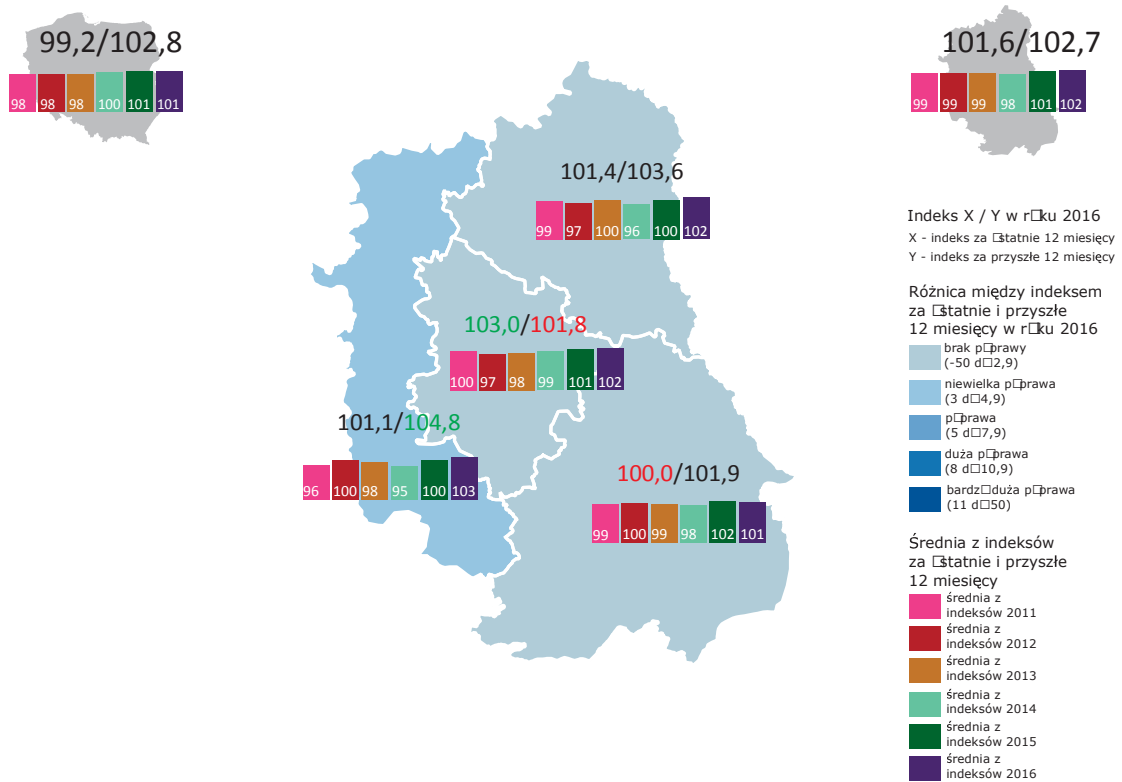 99,2/102,8
98 98 98 100 101 101
101,6/102,7
99 99 99 98 101 102
101,4/103,6
99 97 100 96 100 102
103,0/101,8
100 97 98 99 101 102
101,1/104,8
96 100 98 95 100 103
100,0/101,9
99 100 99 98 102 101
Indeks X / Y w r□ku 2016
X - indeks za □statnie 12 miesięcy
Y - indeks za przyszłe 12 miesięcy
Różnica między indeksem
za □statnie i przyszłe
12 miesięcy w r□ku 2016
brak p□prawy
(-50 d□2,9)
niewielka p□prawa
(3 d□4,9)
p□prawa
(5 d□7,9)
duża p□prawa
(8 d□10,9)
bardz□duża p□prawa
(11 d□50)
Średnia z indeksów
za □statnie i przyszłe
12 miesięcy
średnia z
indeksów 2011
średnia z
indeksów 2012
średnia z
indeksów 2013
średnia z
indeksów 2014
średnia z
indeksów 2015
średnia z
indeksów 2016